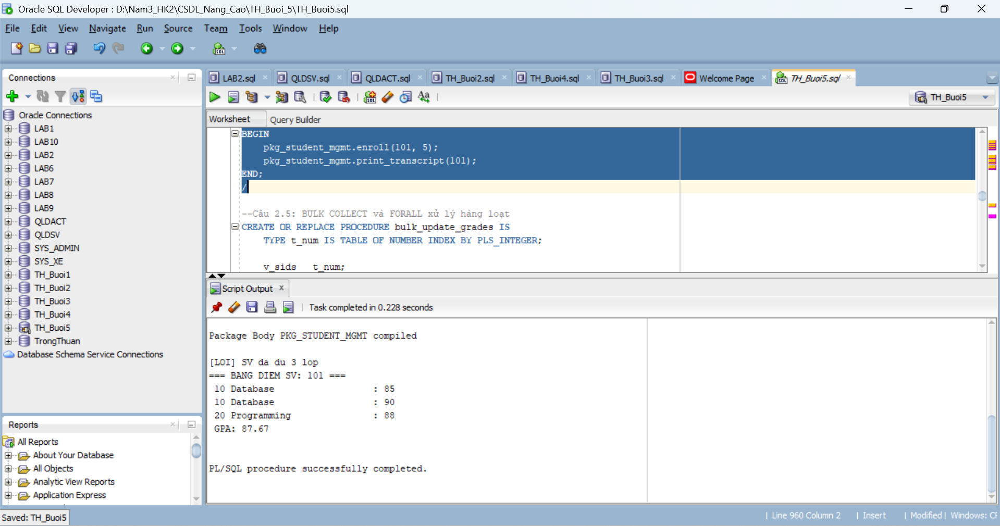 Oracle SQL Developer : D:\Nam3_HK2\CSDL_Nang_Cao\TH_Buoi_5\TH_Buoi5.sql
File Edit View Navigate Run Source Team Tools Window Help
Connections
Oracle Connections
LAB1
LAB10
LAB2
LAB6
LAB7
LAB8
LAB9
QLDACT
QLDSV
SYS_ADMIN
SYS_XE
TH_Buoi1
TH_Buoi2
TH_Buoi3
TH_Buoi4
TH_Buoi5
TrongThuan
Database Schema Service Connections
Reports
All Reports
About Your Database
All Objects
Analytic View Reports
Application Express
LAB2.sql QLDSV.sql QLDACT.sql TH_Buoi2.sql TH_Buoi4.sql TH_Buoi3.sql Welcome Page TH_Buoi5.sql
TH_Buoi5
Worksheet Query Builder
BEGIN
pkg_student_mgmt.enroll(101, 5);
pkg_student_mgmt.print_transcript(101);
END;
/
--Câu 2.5: BULK COLLECT và FORALL xử lý hàng loạt
CREATE OR REPLACE PROCEDURE bulk_update_grades IS
TYPE t_num IS TABLE OF NUMBER INDEX BY PLS_INTEGER;
v_sids t_num;
Script Output
Task completed in 0.228 seconds
Package Body PKG_STUDENT_MGMT compiled
[LOI] SV da du 3 lop
=== BANG DIEM SV: 101 ===
10 Database : 85
10 Database : 90
20 Programming : 88
GPA: 87.67
PL/SQL procedure successfully completed.
Saved: TH_Buoi5
Line 960 Column 2 | Insert | Modified | Windows: